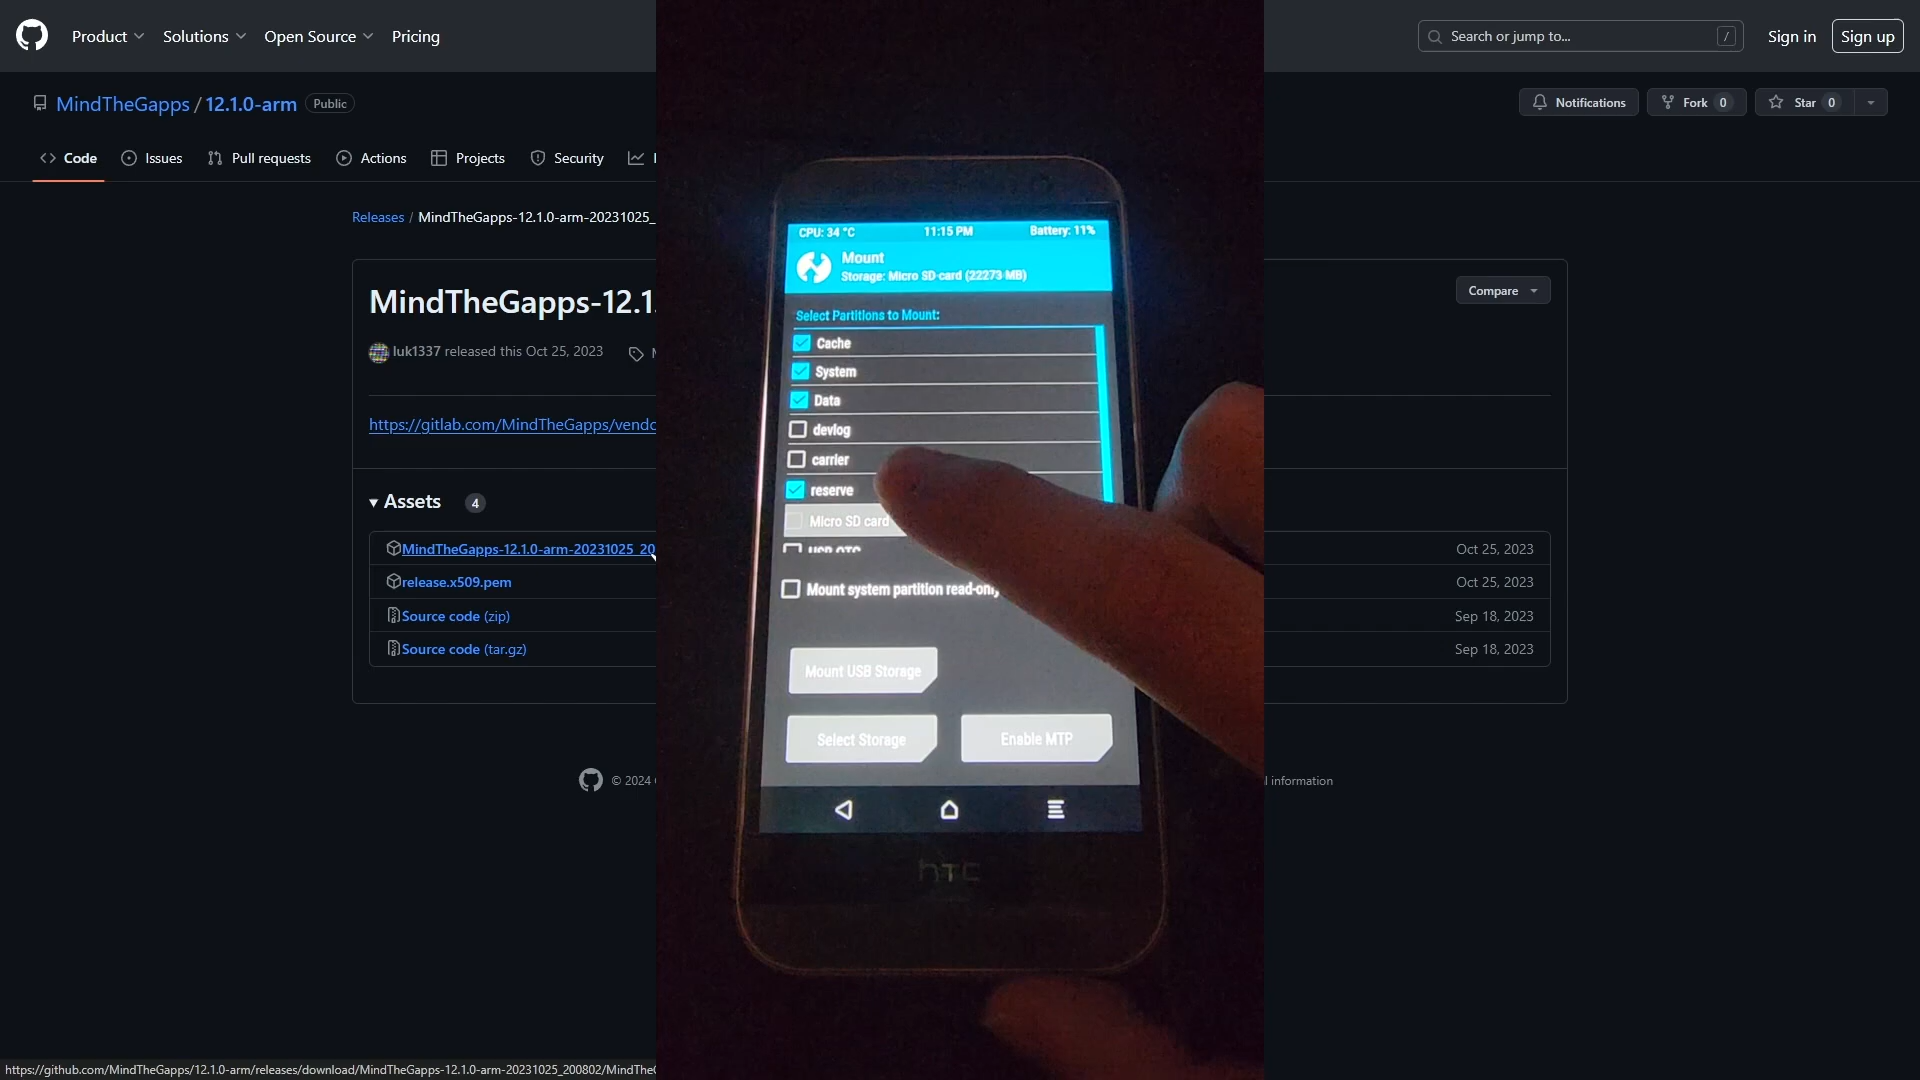 Product Solutions Open Source Pricing
Search or jump to... /
Sign in
Sign up
MindTheGapps / 12.1.0-arm Public
Notifications
Fork 0
Star 0
Code Issues Pull requests Actions Projects Security
Releases / MindTheGapps-12.1.0-arm-20231025_
MindTheGapps-12.1.
Compare
luk1337 released this Oct 25, 2023
https://gitlab.com/MindTheGapps/vendo
Assets 4
MindTheGapps-12.1.0-arm-20231025_20 Oct 25, 2023
release.x509.pem Oct 25, 2023
Source code (zip) Sep 18, 2023
Source code (tar.gz) Sep 18, 2023
© 2024
information
https://github.com/MindTheGapps/12.1.0-arm/releases/download/MindTheGapps-12.1.0-arm-20231025_200802/MindTheG
CPU: 34 °C 11:15 PM Battery: 11%
Mount
Storage: Micro SD card (22273 MB)
Select Partitions to Mount:
Cache
System
Data
devlog
carrier
reserve
Micro SD card
USB OTG
Mount system partition read-only
Mount USB Storage
Select Storage
Enable MTP
hTC